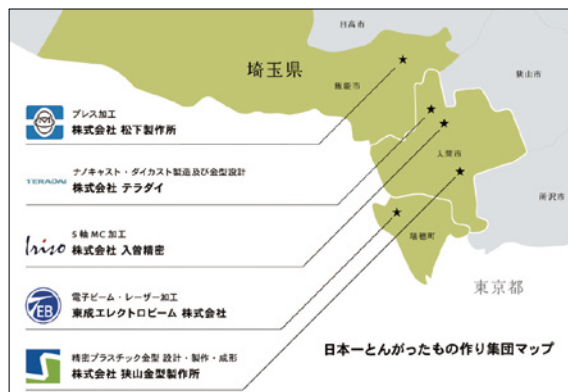 日高市
埼玉県
飯能市
狭山市
入間市
所沢市
瑞穂町
東京都
プレス加工
株式会社 松下製作所
TERADAI
ナノキャスト・ダイカスト製造及び金型設計
株式会社 テラダイ
Iriso
5 軸 MC 加工
株式会社 入曽精密
TEB
電子ビーム・レーザー加工
東成エレクトロビーム 株式会社
精密プラスチック金型 設計・製作・成形
株式会社 狭山金型製作所
日本一とんがったもの作り集団マップ